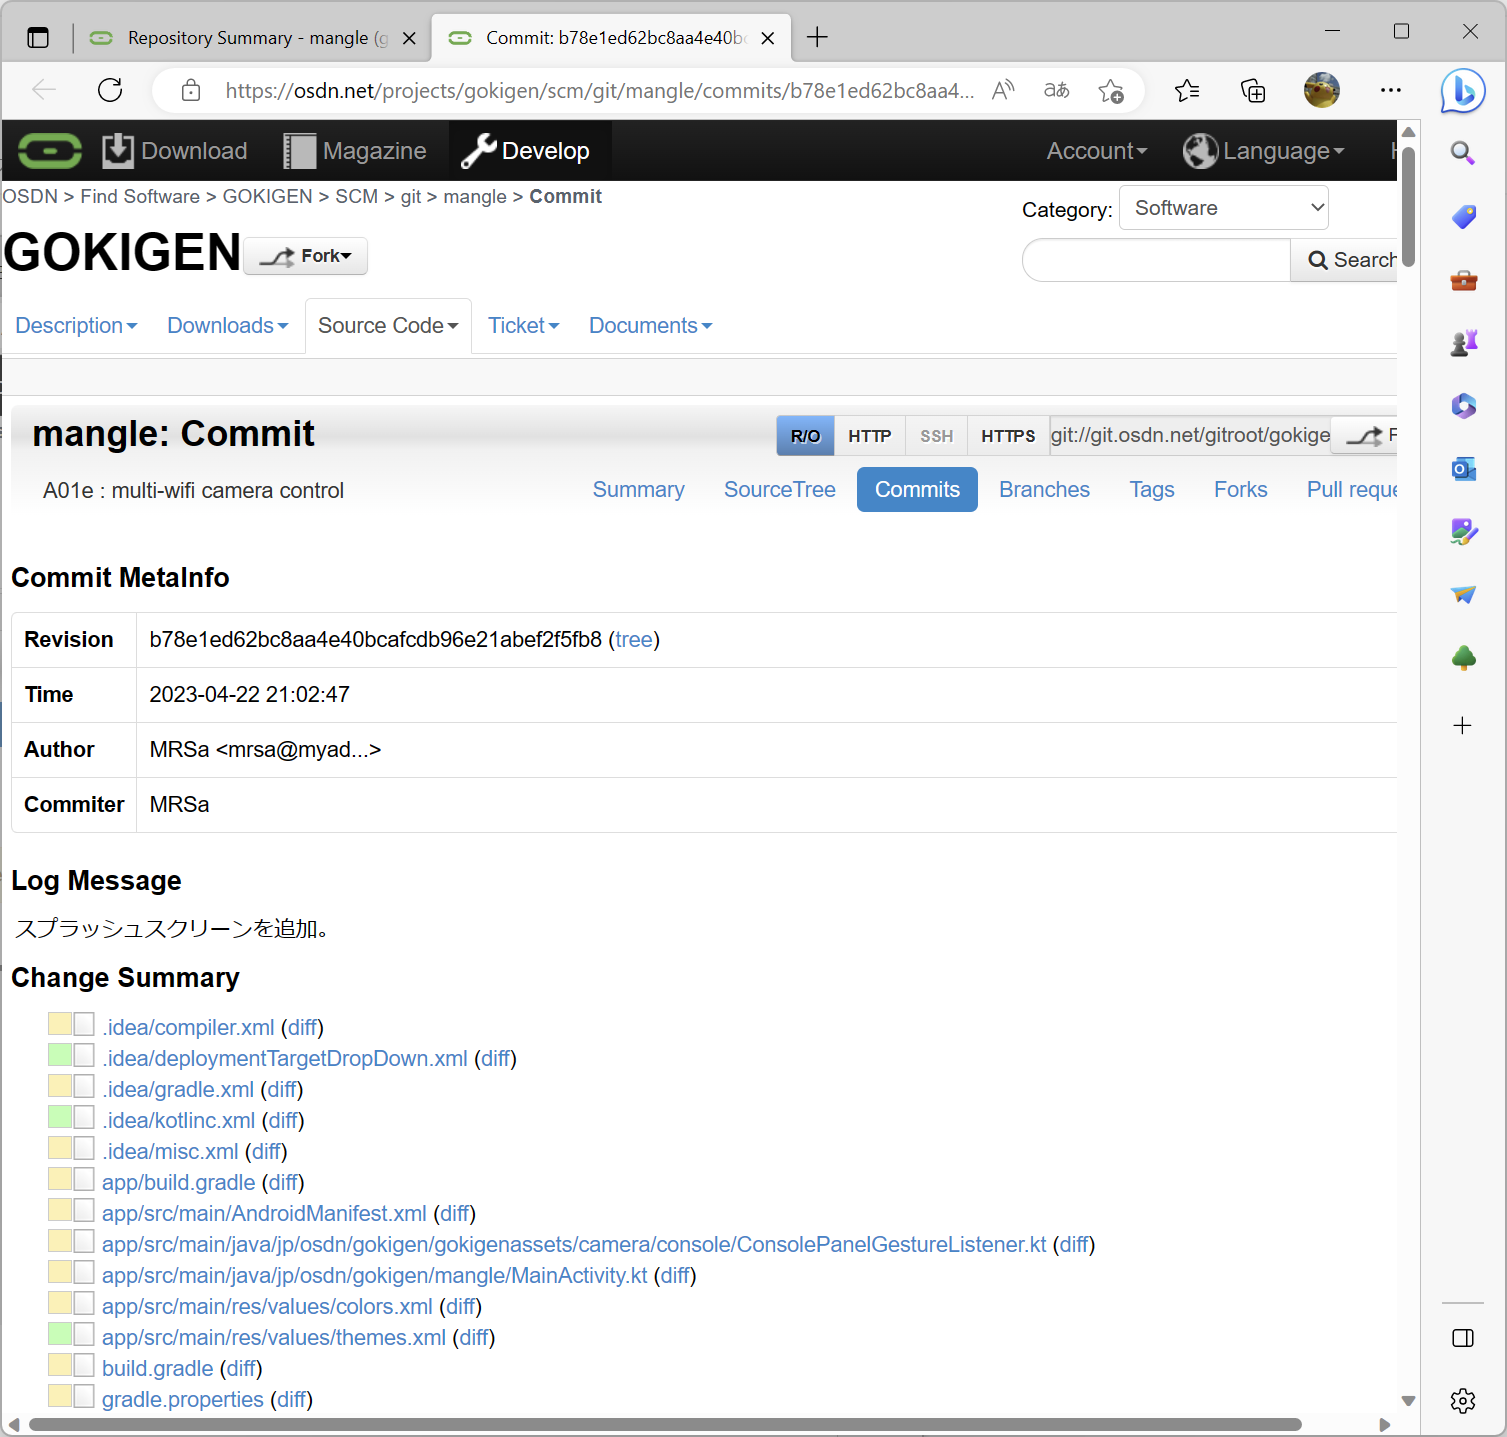 Repository Summary - mangle (g
Commit: b78e1ed62bc8aa4e40bc
https://osdn.net/projects/gokigen/scm/git/mangle/commits/b78e1ed62bc8aa4...
Download Magazine Develop Account Language
OSDN > Find Software > GOKIGEN > SCM > git > mangle > Commit
Category: Software
GOKIGEN Fork
Search
Description Downloads Source Code Ticket Documents
mangle: Commit
R/O HTTP SSH HTTPS git://git.osdn.net/gitroot/gokige
A01e : multi-wifi camera control
Summary SourceTree Commits Branches Tags Forks Pull reque
Commit MetaInfo
Revision b78e1ed62bc8aa4e40bcafcdb96e21abef2f5fb8 (tree)
Time 2023-04-22 21:02:47
Author MRSa <mrsa@myad...>
Commiter MRSa
Log Message
スプラッシュスクリーンを追加。
Change Summary
.idea/compiler.xml (diff)
.idea/deploymentTargetDropDown.xml (diff)
.idea/gradle.xml (diff)
.idea/kotlinc.xml (diff)
.idea/misc.xml (diff)
app/build.gradle (diff)
app/src/main/AndroidManifest.xml (diff)
app/src/main/java/jp/osdn/gokigen/gokigenassets/camera/console/ConsolePanelGestureListener.kt (diff)
app/src/main/java/jp/osdn/gokigen/mangle/MainActivity.kt (diff)
app/src/main/res/values/colors.xml (diff)
app/src/main/res/values/themes.xml (diff)
build.gradle (diff)
gradle.properties (diff)